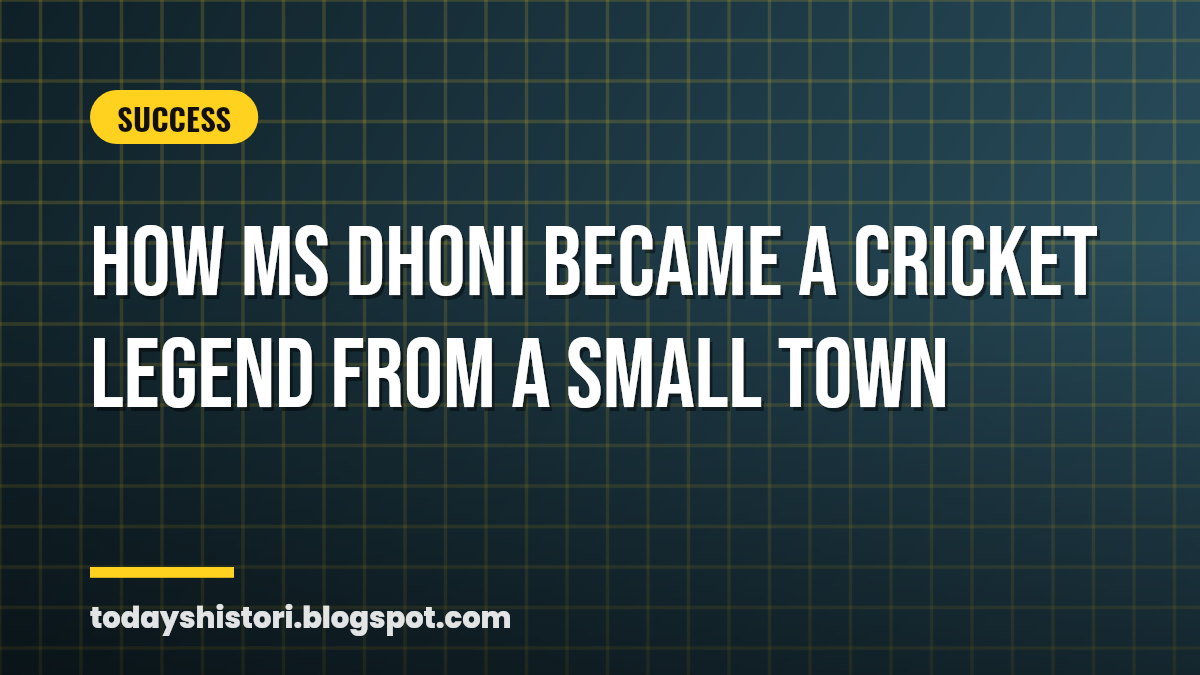 SUCCESS
HOW MS DHONI BECAME A CRICKET
LEGEND FROM A SMALL TOWN
todayshistori.blogspot.com